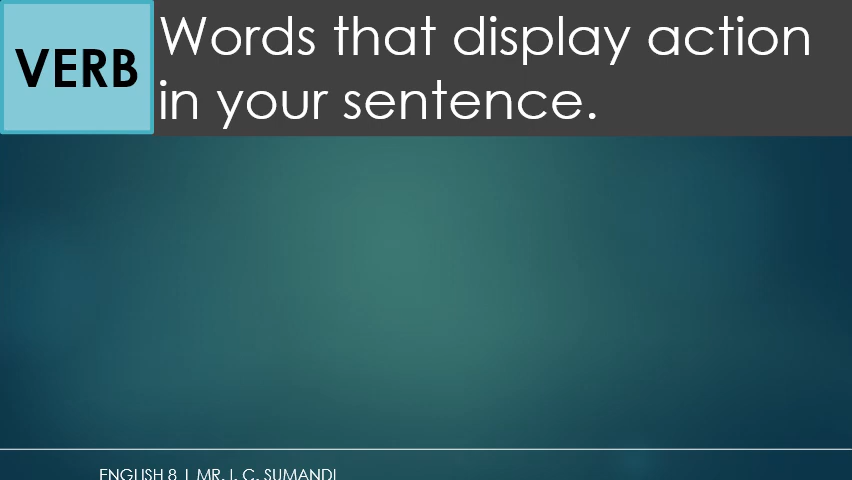 VERB
Words that display action
in your sentence.
ENGLISH 8 | MR. I. C. SUMANDI